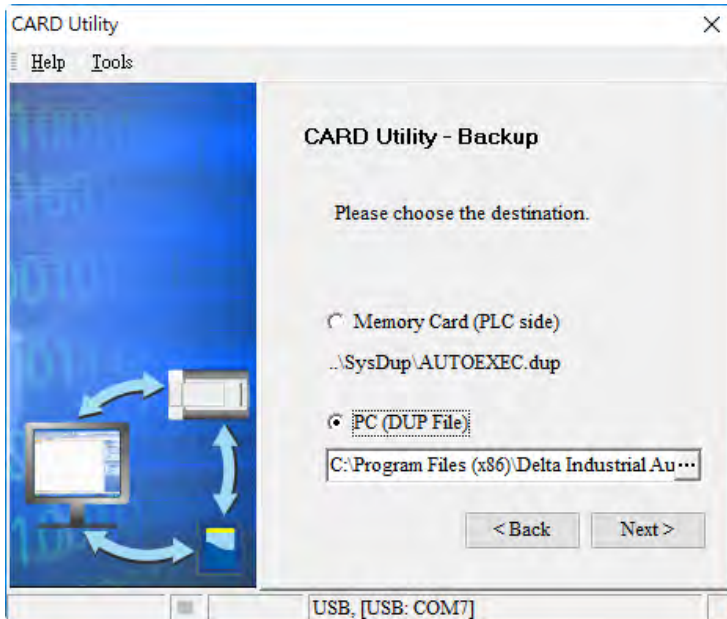 CARD Utility
Help Tools
CARD Utility - Backup
Please choose the destination.
Memory Card (PLC side)
..\SysDup\AUTOEXEC.dup
PC (DUP File)
C:\Program Files (x86)\Delta Industrial Au ...
< Back Next >
USB, [USB: COM7]